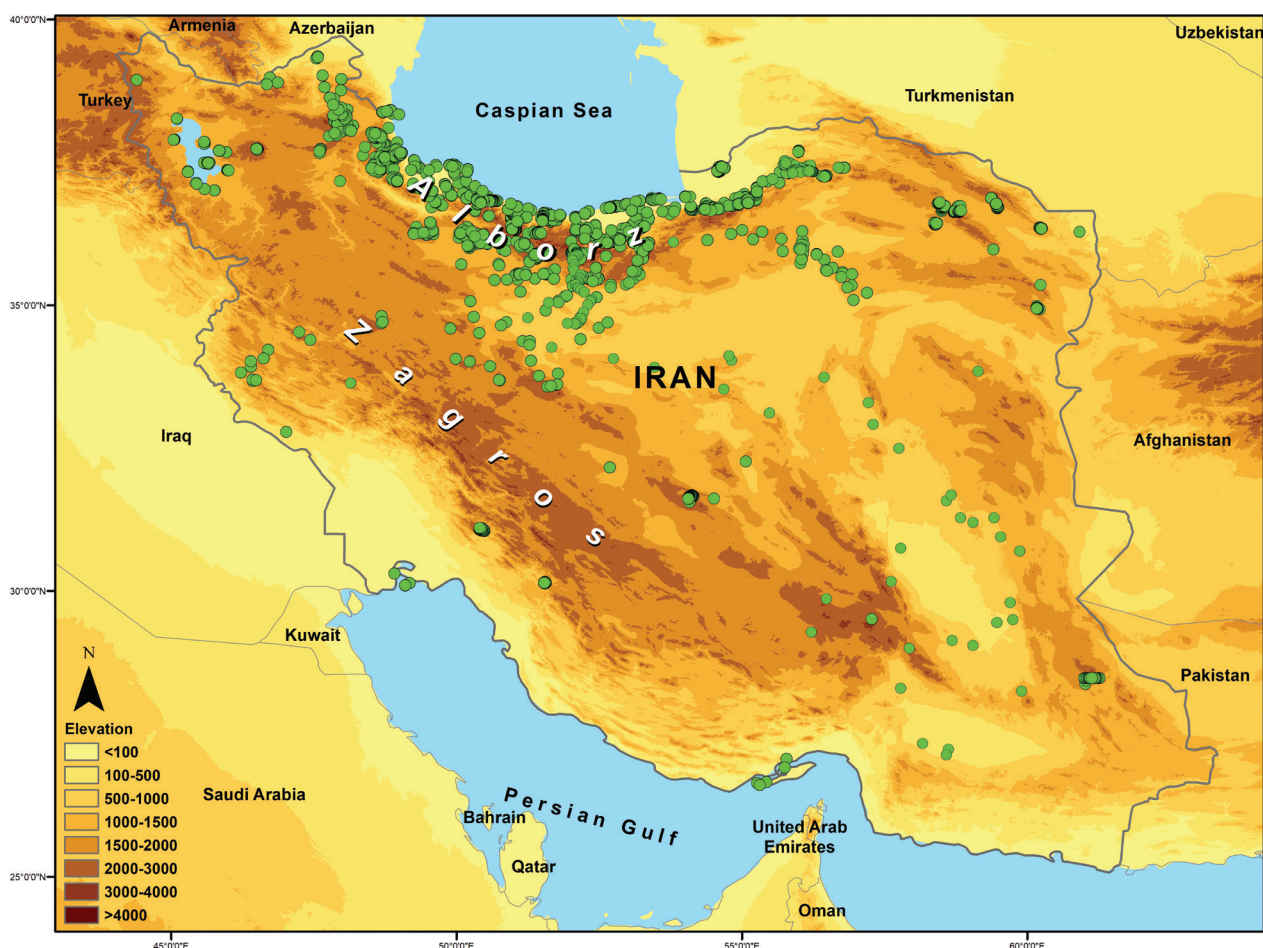 40°0'0"N
Armenia
Azerbaijan
Uzbekistan
Turkey
Caspian Sea
Turkmenistan
Alborz
35°0'0"N
Zagros
IRAN
Iraq
Afghanistan
30°0'0"N
Kuwait
N
Pakistan
Elevation
<100
100-500
500-1000
1000-1500
1500-2000
2000-3000
3000-4000
>4000
Saudi Arabia
Persian Gulf
Bahrain
Qatar
United Arab
Emirates
Oman
25°0'0"N
45°0'0"E
50°0'0"E
55°0'0"E
60°0'0"E